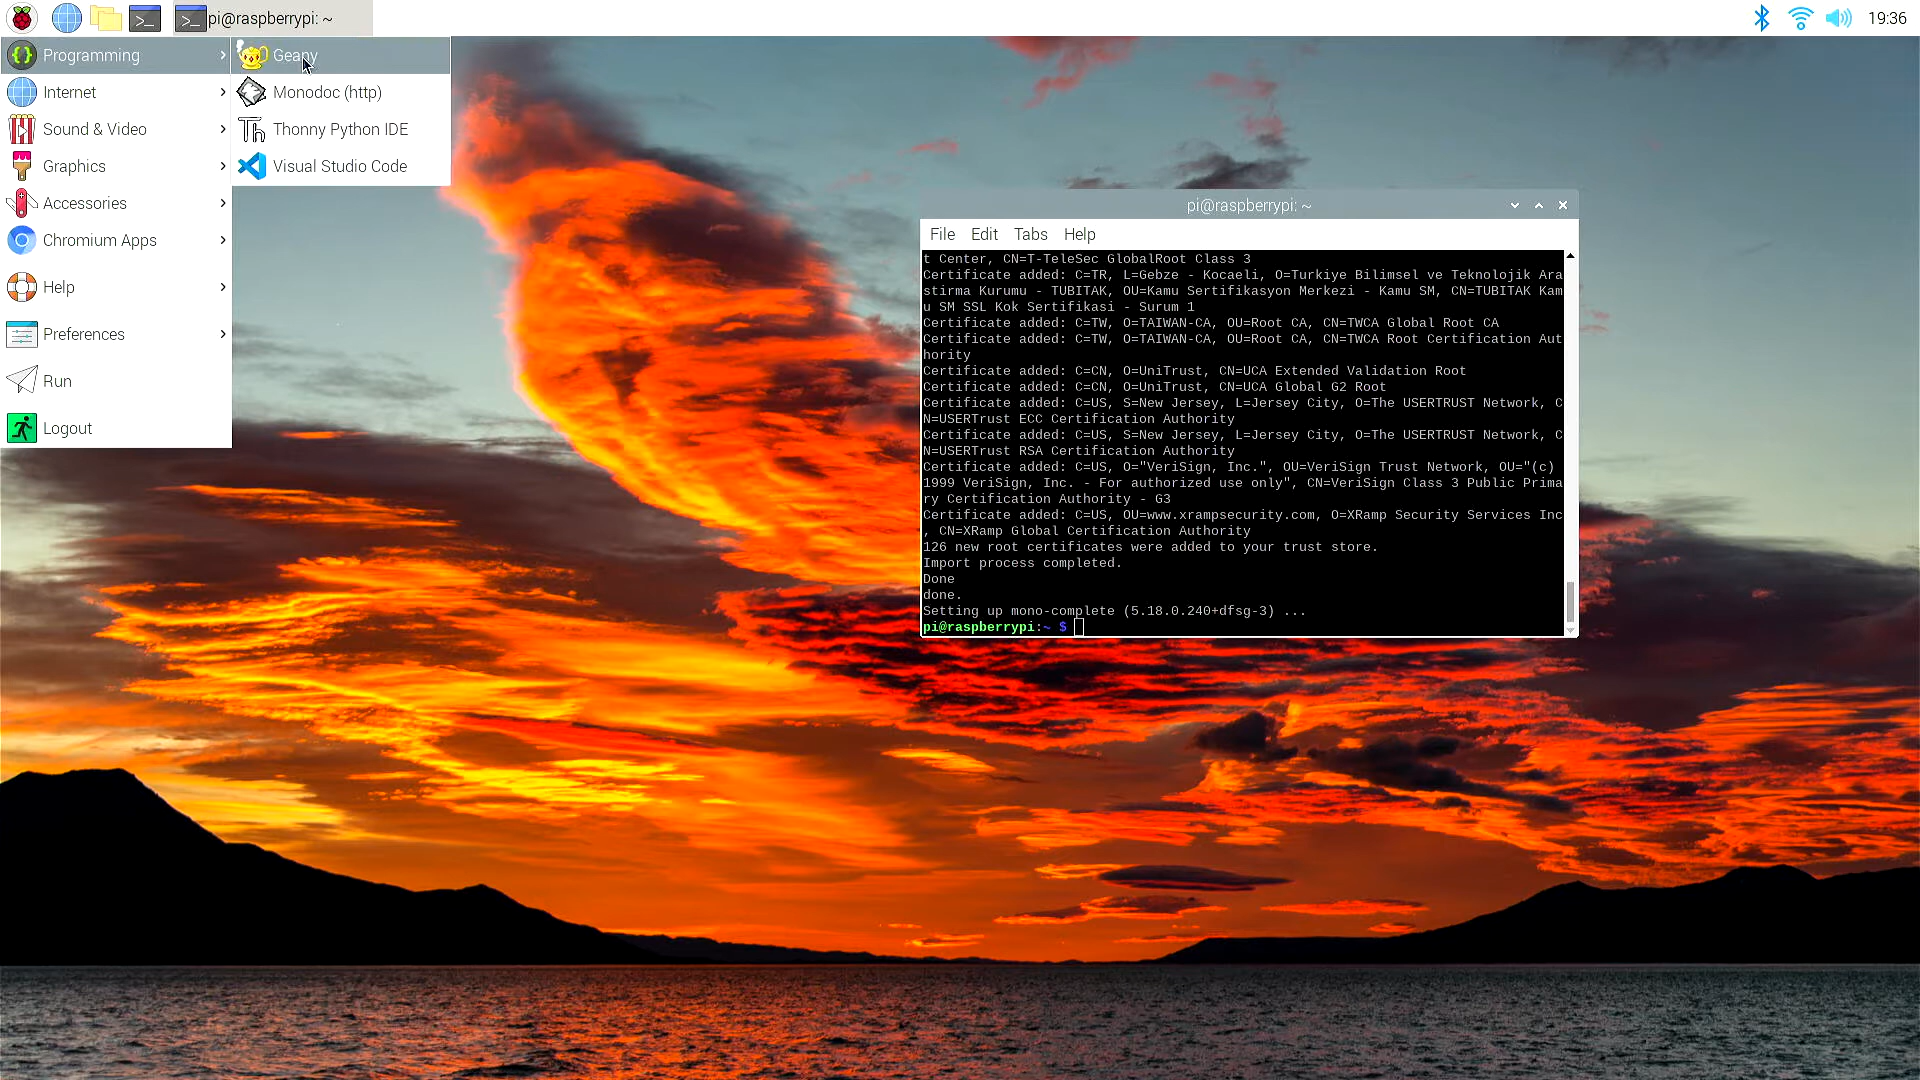 pi@raspberrypi: ~
19:36
Programming
Internet
Sound & Video
Graphics
Accessories
Chromium Apps
Help
Preferences
Run
Logout
Geany
Monodoc (http)
Th Thonny Python IDE
Visual Studio Code
pi@raspberrypi: ~
File Edit Tabs Help
t Center, CN=T-TeleSec GlobalRoot Class 3
Certificate added: C=TR, L=Gebze - Kocaeli, O=Turkiye Bilimsel ve Teknolojik Ara
stirma Kurumu - TUBITAK, OU=Kamu Sertifikasyon Merkezi - Kamu SM, CN=TUBITAK Kam
u SM SSL Kok Sertifikasi - Surum 1
Certificate added: C=TW, O=TAIWAN-CA, OU=Root CA, CN=TWCA Global Root CA
Certificate added: C=TW, O=TAIWAN-CA, OU=Root CA, CN=TWCA Root Certification Aut
hority
Certificate added: C=CN, O=UniTrust, CN=UCA Extended Validation Root
Certificate added: C=CN, O=UniTrust, CN=UCA Global G2 Root
Certificate added: C=US, S=New Jersey, L=Jersey City, O=The USERTRUST Network, C
N=USERTrust ECC Certification Authority
Certificate added: C=US, S=New Jersey, L=Jersey City, O=The USERTRUST Network, C
N=USERTrust RSA Certification Authority
Certificate added: C=US, O="VeriSign, Inc.", OU=VeriSign Trust Network, OU="(c)
1999 VeriSign, Inc. - For authorized use only", CN=VeriSign Class 3 Public Prima
ry Certification Authority - G3
Certificate added: C=US, OU=www.xrampsecurity.com, O=XRamp Security Services Inc
, CN=XRamp Global Certification Authority
126 new root certificates were added to your trust store.
Import process completed.
Done
done.
Setting up mono-complete (5.18.0.240+dfsg-3) ...
pi@raspberrypi:~ $